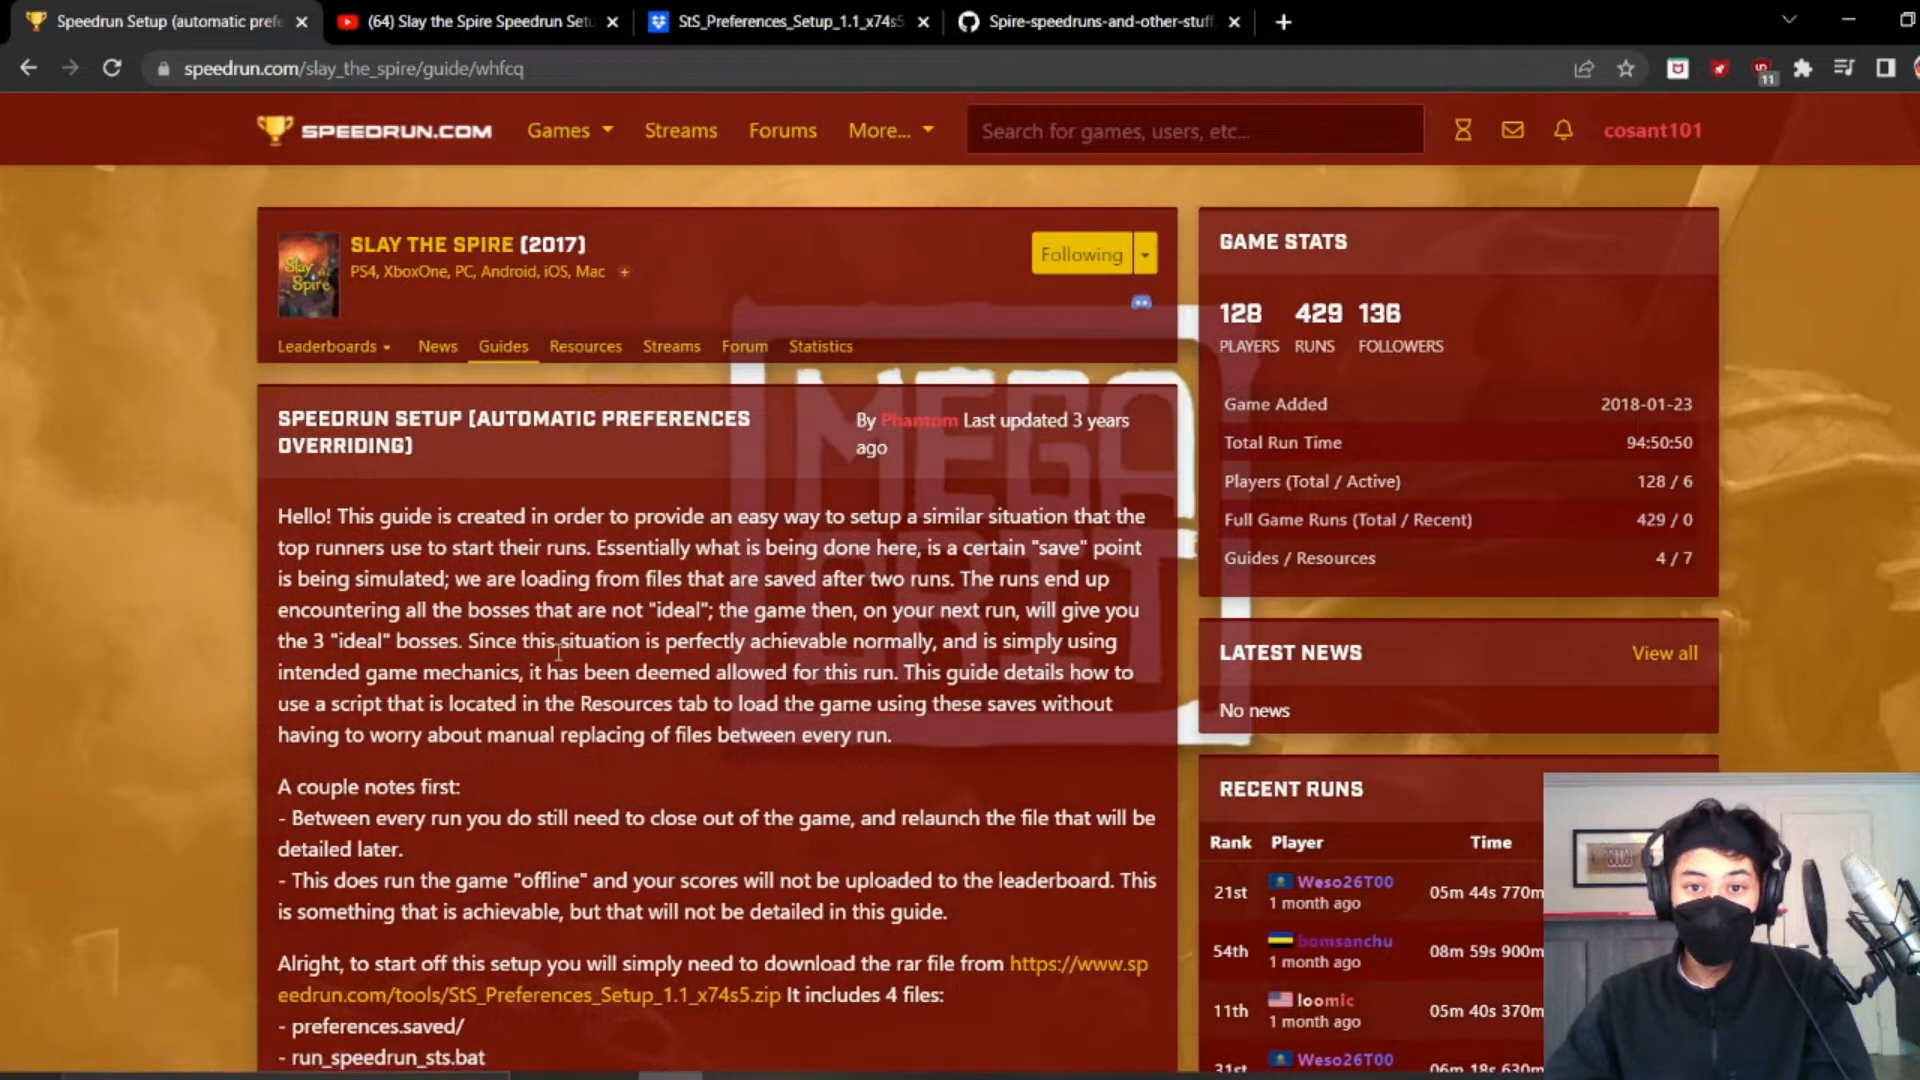 Speedrun Setup (automatic prefe
(64) Slay the Spire Speedrun Setu
StS_Preferences_Setup_1.1_x74s5
Spire-speedruns-and-other-stuff
speedrun.com/slay_the_spire/guide/whfcq
11
SPEEDRUN.COM
Games
Streams
Forums
More...
Search for games, users, etc...
cosant101
Slay the Spire
SLAY THE SPIRE (2017)
PS4, XboxOne, PC, Android, iOS, Mac +
Following
Leaderboards
News
Guides
Resources
Streams
Forum
Statistics
SPEEDRUN SETUP (AUTOMATIC PREFERENCES
OVERRIDING)
By Phantom Last updated 3 years
ago
Hello! This guide is created in order to provide an easy way to setup a similar situation that the
top runners use to start their runs. Essentially what is being done here, is a certain "save" point
is being simulated; we are loading from files that are saved after two runs. The runs end up
encountering all the bosses that are not "ideal"; the game then, on your next run, will give you
the 3 "ideal" bosses. Since this situation is perfectly achievable normally, and is simply using
intended game mechanics, it has been deemed allowed for this run. This guide details how to
use a script that is located in the Resources tab to load the game using these saves without
having to worry about manual replacing of files between every run.
A couple notes first:
- Between every run you do still need to close out of the game, and relaunch the file that will be
detailed later.
- This does run the game "offline" and your scores will not be uploaded to the leaderboard. This
is something that is achievable, but that will not be detailed in this guide.
Alright, to start off this setup you will simply need to download the rar file from https://www.sp
eedrun.com/tools/StS_Preferences_Setup_1.1_x74s5.zip It includes 4 files:
- preferences.saved/
- run_speedrun_sts.bat
MEGA
CRIT
GAME STATS
128 429 136
PLAYERS RUNS FOLLOWERS
Game Added 2018-01-23
Total Run Time 94:50:50
Players (Total / Active) 128 / 6
Full Game Runs (Total / Recent) 429 / 0
Guides / Resources 4 / 7
LATEST NEWS
View all
No news
RECENT RUNS
Rank Player Time
21st Weso26T00 05m 44s 770m
1 month ago
54th bomsanchu 08m 59s 900m
1 month ago
11th loomic 05m 40s 370m
1 month ago
31st Weso26T00 06m 18s 630m